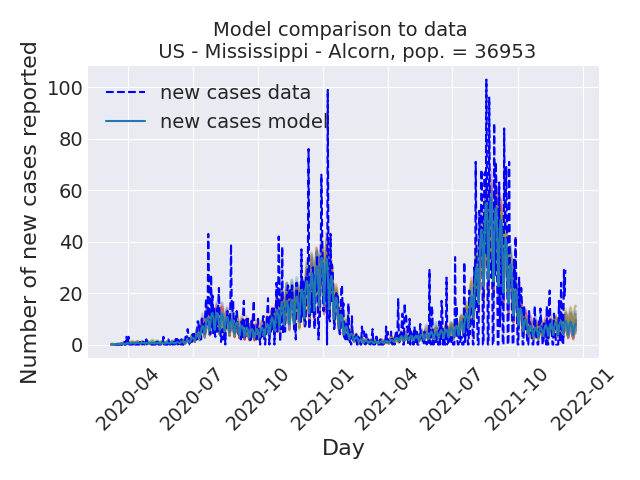 Model comparison to data
US - Mississippi - Alcorn, pop. = 36953
Number of new cases reported
100
80
60
40
20
0
new cases data
new cases model
2020-04
2020-07
2020-10
2021-01
2021-04
2021-07
2021-10
2022-01
Day